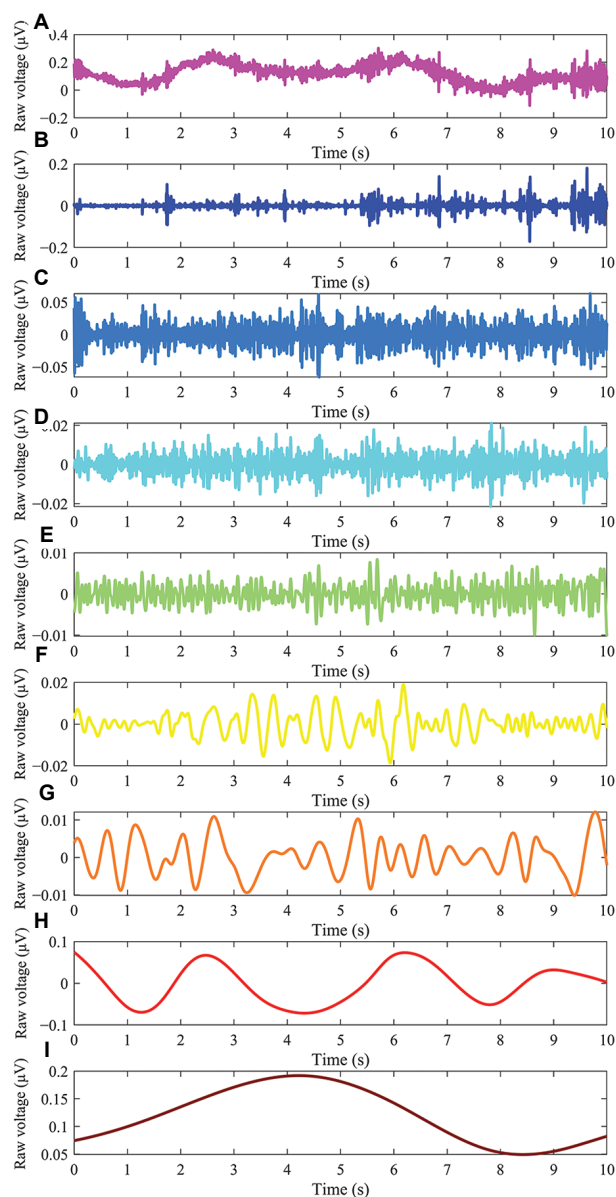 A
Raw voltage (µV)
0.4
0.2
0
−0.2
0 1 2 3 4 5 6 7 8 9 10
Time (s)
B
Raw voltage (µV)
0.2
0
−0.2
0 1 2 3 4 5 6 7 8 9 10
Time (s)
C
Raw voltage (µV)
0.05
0
−0.05
0 1 2 3 4 5 6 7 8 9 10
Time (s)
D
Raw voltage (µV)
0.02
0
−0.02
0 1 2 3 4 5 6 7 8 9 10
Time (s)
E
Raw voltage (µV)
0.01
0
−0.01
0 1 2 3 4 5 6 7 8 9 10
Time (s)
F
Raw voltage (µV)
0.02
0
−0.02
0 1 2 3 4 5 6 7 8 9 10
Time (s)
G
Raw voltage (µV)
0.01
0
−0.01
0 1 2 3 4 5 6 7 8 9 10
Time (s)
H
Raw voltage (µV)
0.1
0
−0.1
0 1 2 3 4 5 6 7 8 9 10
Time (s)
I
Raw voltage (µV)
0.2
0.15
0.1
0.05
0 1 2 3 4 5 6 7 8 9 10
Time (s)